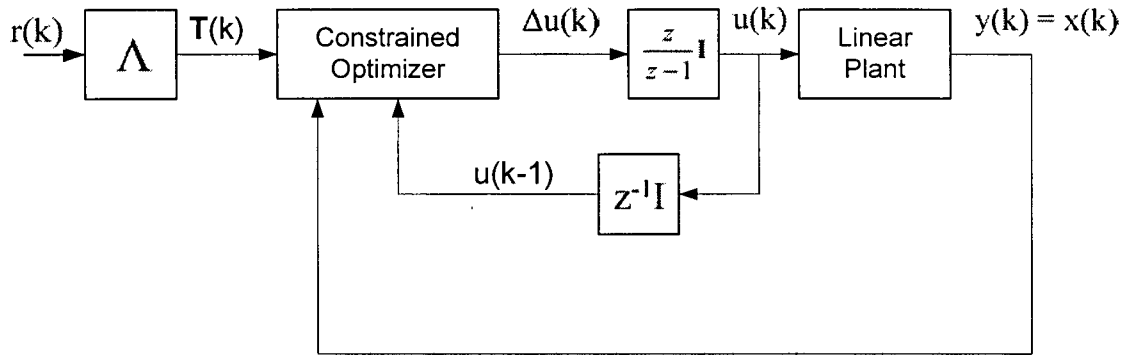 r(k)
Λ
T(k)
Constrained
Optimizer
Δu(k)
z
z−1 I
u(k)
Linear
Plant
y(k) = x(k)
u(k-1)
z⁻¹I